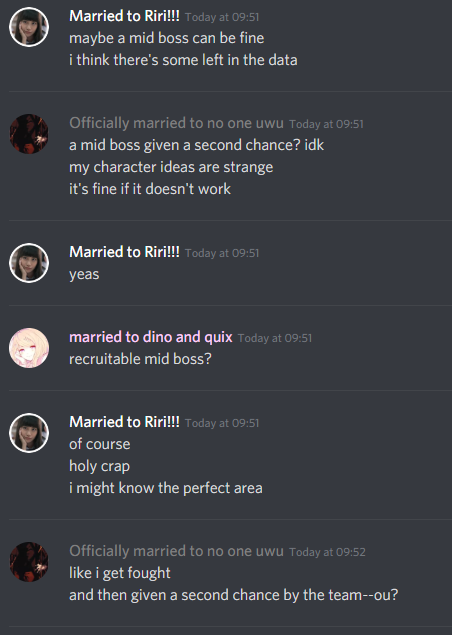 Married to Riri!!! Today at 09:51
maybe a mid boss can be fine
i think there's some left in the data
Officially married to no one uwu Today at 09:51
a mid boss given a second chance? idk
my character ideas are strange
it's fine if it doesn't work
Married to Riri!!! Today at 09:51
yeas
married to dino and quix Today at 09:51
recruitable mid boss?
Married to Riri!!! Today at 09:51
of course
holy crap
i might know the perfect area
Officially married to no one uwu Today at 09:52
like i get fought
and then given a second chance by the team--ou?